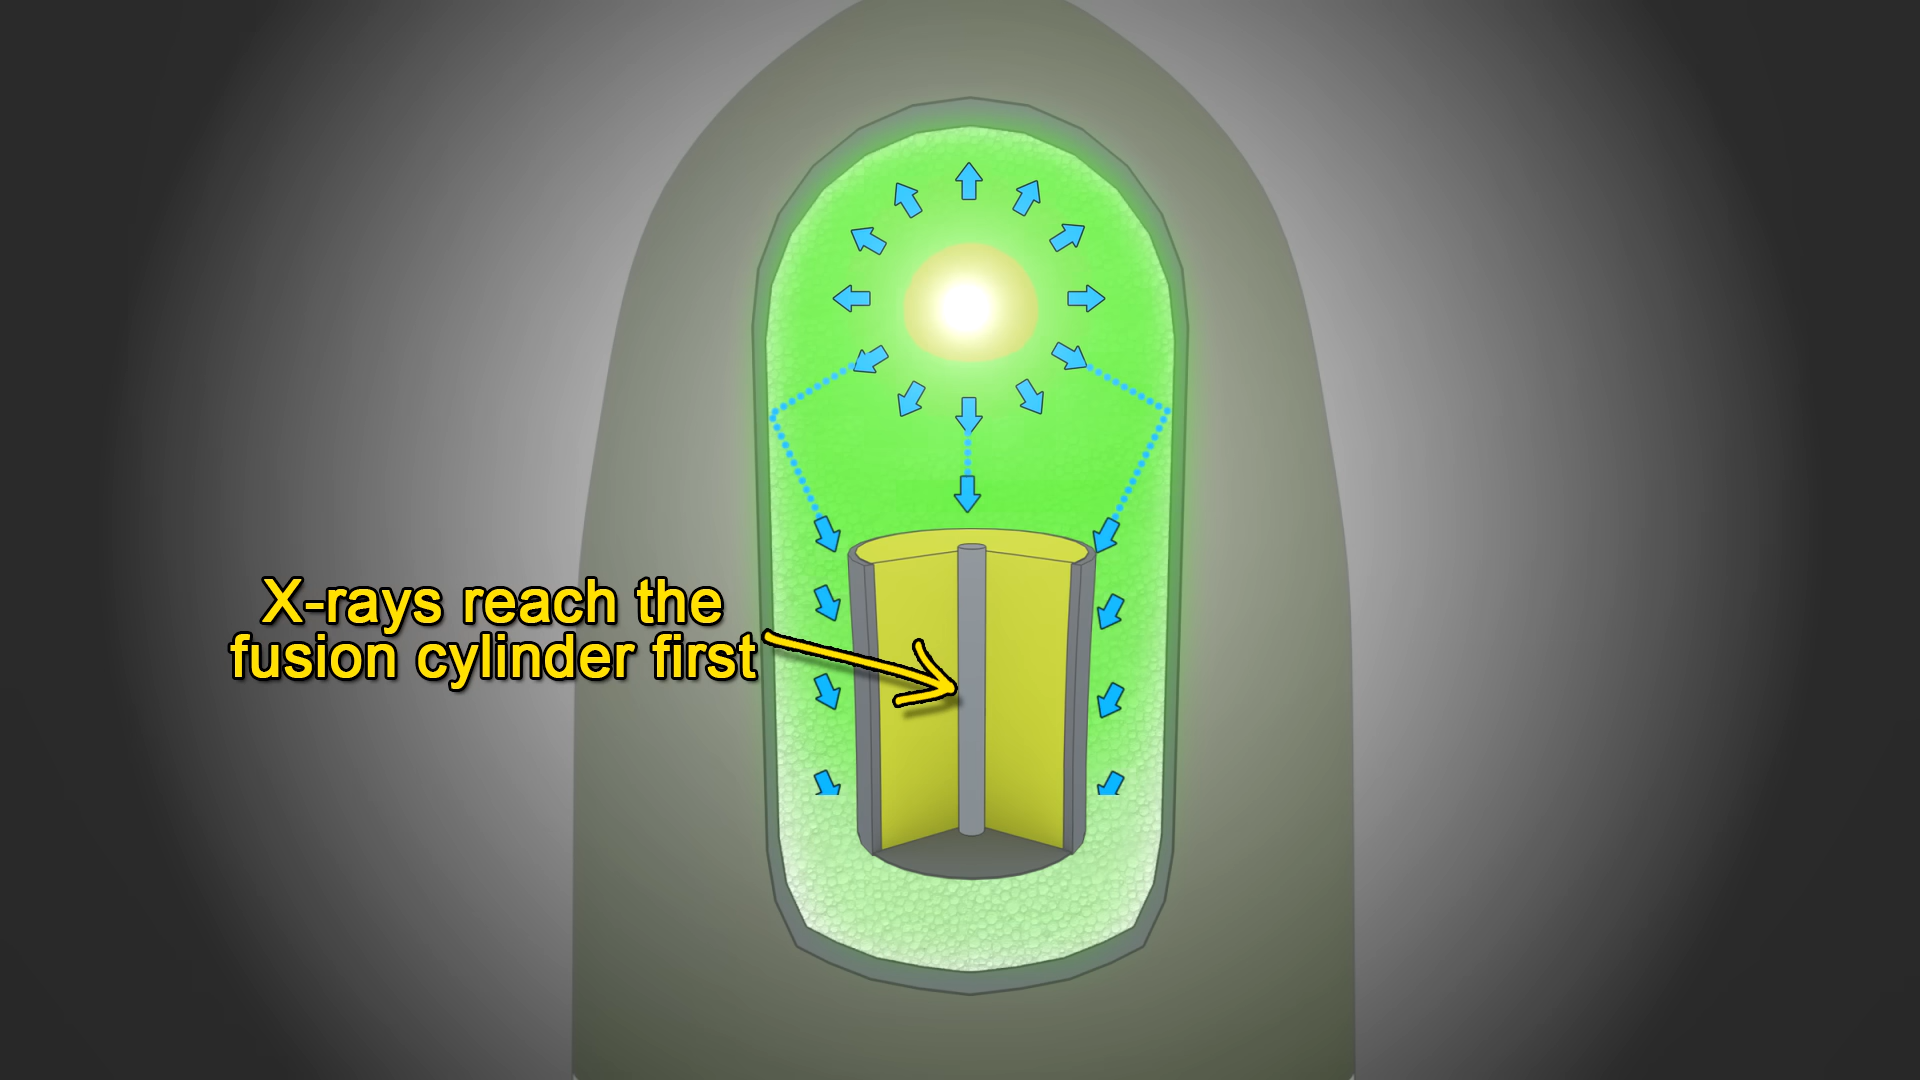 X-rays reach the
fusion cylinder first